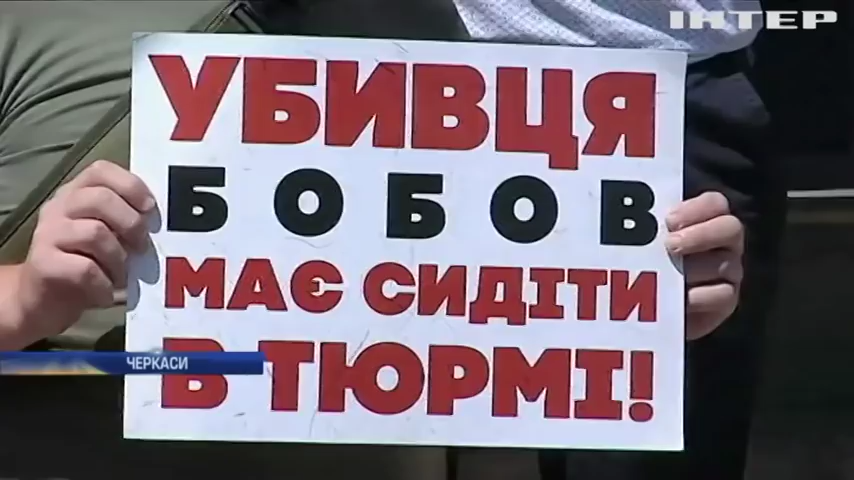 ІНТЕР
УБИВЦЯ
БОБОВ
МАЄ СИДІТИ
В ТЮРМІ!
ЧЕРКАСИ